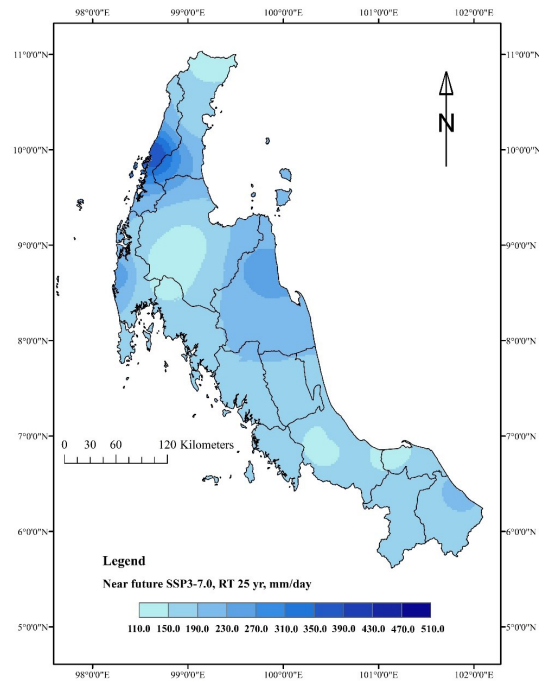 98°0'0"E 99°0'0"E 100°0'0"E 101°0'0"E 102°0'0"E
11°0'0"N 11°0'0"N
N
10°0'0"N 10°0'0"N
9°0'0"N 9°0'0"N
8°0'0"N 8°0'0"N
0 30 60 120 Kilometers
7°0'0"N 7°0'0"N
6°0'0"N 6°0'0"N
Legend
Near future SSP3-7.0, RT 25 yr, mm/day
110.0 150.0 190.0 230.0 270.0 310.0 350.0 390.0 430.0 470.0 510.0
5°0'0"N 5°0'0"N
98°0'0"E 99°0'0"E 100°0'0"E 101°0'0"E 102°0'0"E